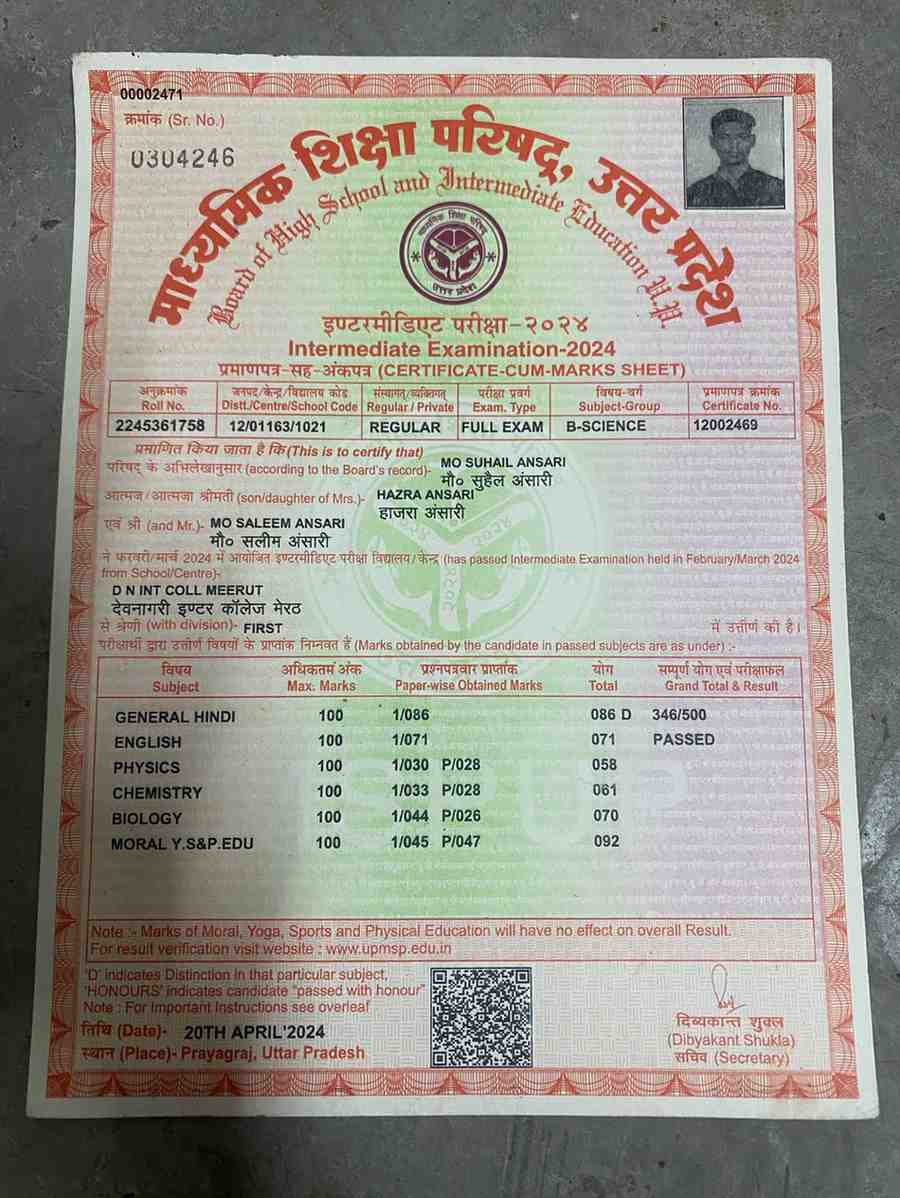 00002471
क्रमांक (Sr. No.)
0304246
माध्यमिक शिक्षा परिषद्, उत्तर प्रदेश
Board of High School and Intermediate Education U.P.
माध्यमिक शिक्षा परिषद
उत्तर प्रदेश
इण्टरमीडिएट परीक्षा-२०२४
Intermediate Examination-2024
प्रमाणपत्र-सह-अंकपत्र (CERTIFICATE-CUM-MARKS SHEET)
अनुक्रमांक जनपद/केन्द्र/विद्यालय कोड संस्थागत/व्यक्तिगत परीक्षा प्रवर्ग विषय-वर्ग प्रमाणपत्र क्रमांक
Roll No. Distt./Centre/School Code Regular / Private Exam. Type Subject-Group Certificate No.
2245361758 12/01163/1021 REGULAR FULL EXAM B-SCIENCE 12002469
प्रमाणित किया जाता है कि (This is to certify that)
परिषद् के अभिलेखानुसार (according to the Board's record)- MO SUHAIL ANSARI
मौ० सुहैल अंसारी
आत्मज/आत्मजा श्रीमती (son/daughter of Mrs.)- HAZRA ANSARI
हाजरा अंसारी
एवं श्री (and Mr.)- MO SALEEM ANSARI
मौ० सलीम अंसारी
ने फरवरी/मार्च 2024 में आयोजित इण्टरमीडिएट परीक्षा विद्यालय/केन्द्र (has passed Intermediate Examination held in February/March 2024
from School/Centre)-
D N INT COLL MEERUT
देवनागरी इण्टर कॉलेज मेरठ
से श्रेणी (with division)- FIRST में उत्तीर्ण की है।
परीक्षार्थी द्वारा उत्तीर्ण विषयों के प्राप्तांक निम्नवत हैं (Marks obtained by the candidate in passed subjects are as under) :-
विषय अधिकतम अंक प्रश्नपत्रवार प्राप्तांक योग सम्पूर्ण योग एवं परीक्षाफल
Subject Max. Marks Paper-wise Obtained Marks Total Grand Total & Result
GENERAL HINDI 100 1/086 086 D 346/500
ENGLISH 100 1/071 071 PASSED
PHYSICS 100 1/030 P/028 058
CHEMISTRY 100 1/033 P/028 061
BIOLOGY 100 1/044 P/026 070
MORAL Y.S&P.EDU 100 1/045 P/047 092
Note :- Marks of Moral, Yoga, Sports and Physical Education will have no effect on overall Result.
For result verification visit website : www.upmsp.edu.in
'D' indicates Distinction in that particular subject,
'HONOURS' indicates candidate "passed with honour"
Note : For Important Instructions see overleaf
तिथि (Date)- 20TH APRIL'2024
स्थान (Place)- Prayagraj, Uttar Pradesh
दिब्यकान्त शुक्ल
(Dibyakant Shukla)
सचिव (Secretary)